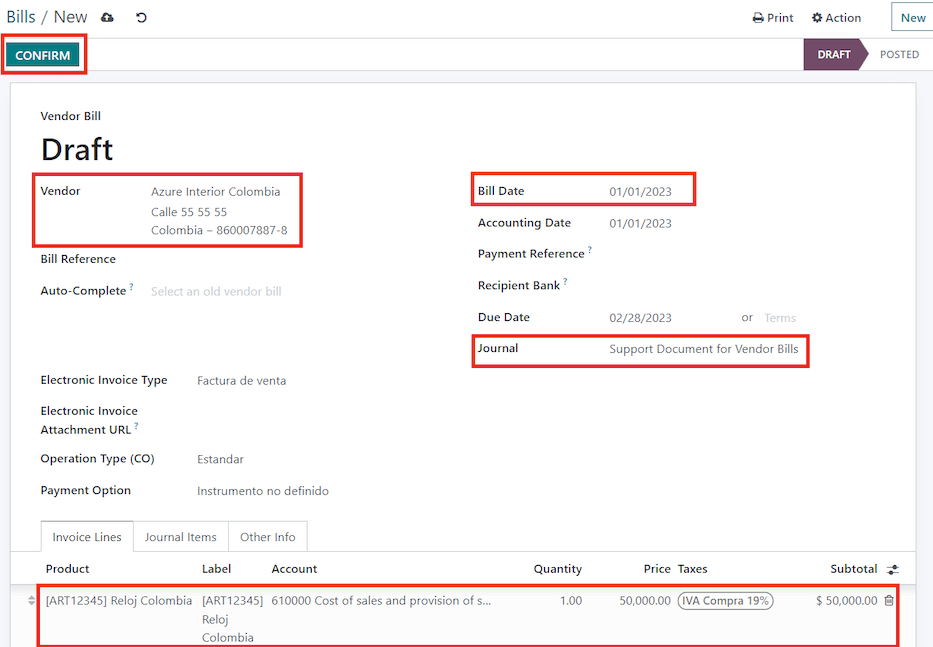 Bills / New
Print
Action
New
CONFIRM
DRAFT
POSTED
Vendor Bill
Draft
Vendor
Azure Interior Colombia
Calle 55 55 55
Colombia – 860007887-8
Bill Reference
Auto-Complete ?
Select an old vendor bill
Bill Date
01/01/2023
Accounting Date
01/01/2023
Payment Reference ?
Recipient Bank ?
Due Date
02/28/2023
or
Terms
Journal
Support Document for Vendor Bills
Electronic Invoice Type
Factura de venta
Electronic Invoice
Attachment URL ?
Operation Type (CO)
Estandar
Payment Option
Instrumento no definido
Invoice Lines
Journal Items
Other Info
Product
Label
Account
Quantity
Price
Taxes
Subtotal
[ART12345] Reloj Colombia
[ART12345]
Reloj
Colombia
610000 Cost of sales and provision of s...
1.00
50,000.00
IVA Compra 19%
$ 50,000.00